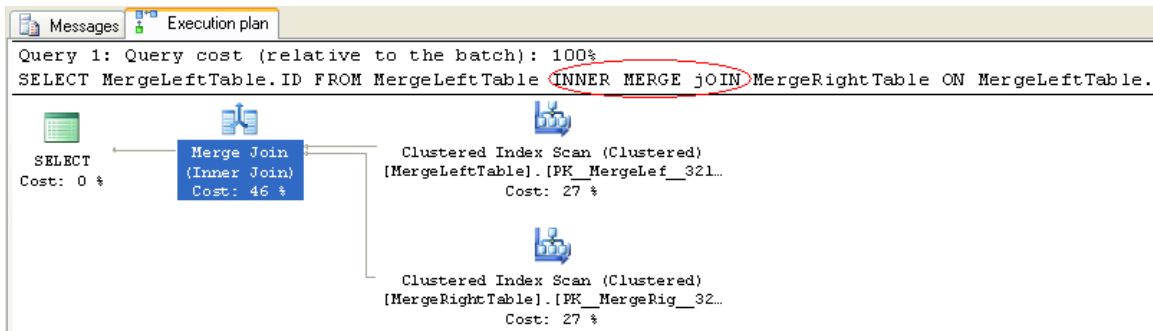 Messages Execution plan
Query 1: Query cost (relative to the batch): 100%
SELECT MergeLeftTable.ID FROM MergeLeftTable INNER MERGE jOIN MergeRightTable ON MergeLeftTable.
SELECT
Cost: 0 %
Merge Join
(Inner Join)
Cost: 46 %
Clustered Index Scan (Clustered)
[MergeLeftTable].[PK__MergeLef__321…
Cost: 27 %
Clustered Index Scan (Clustered)
[MergeRightTable].[PK__MergeRig__32…
Cost: 27 %